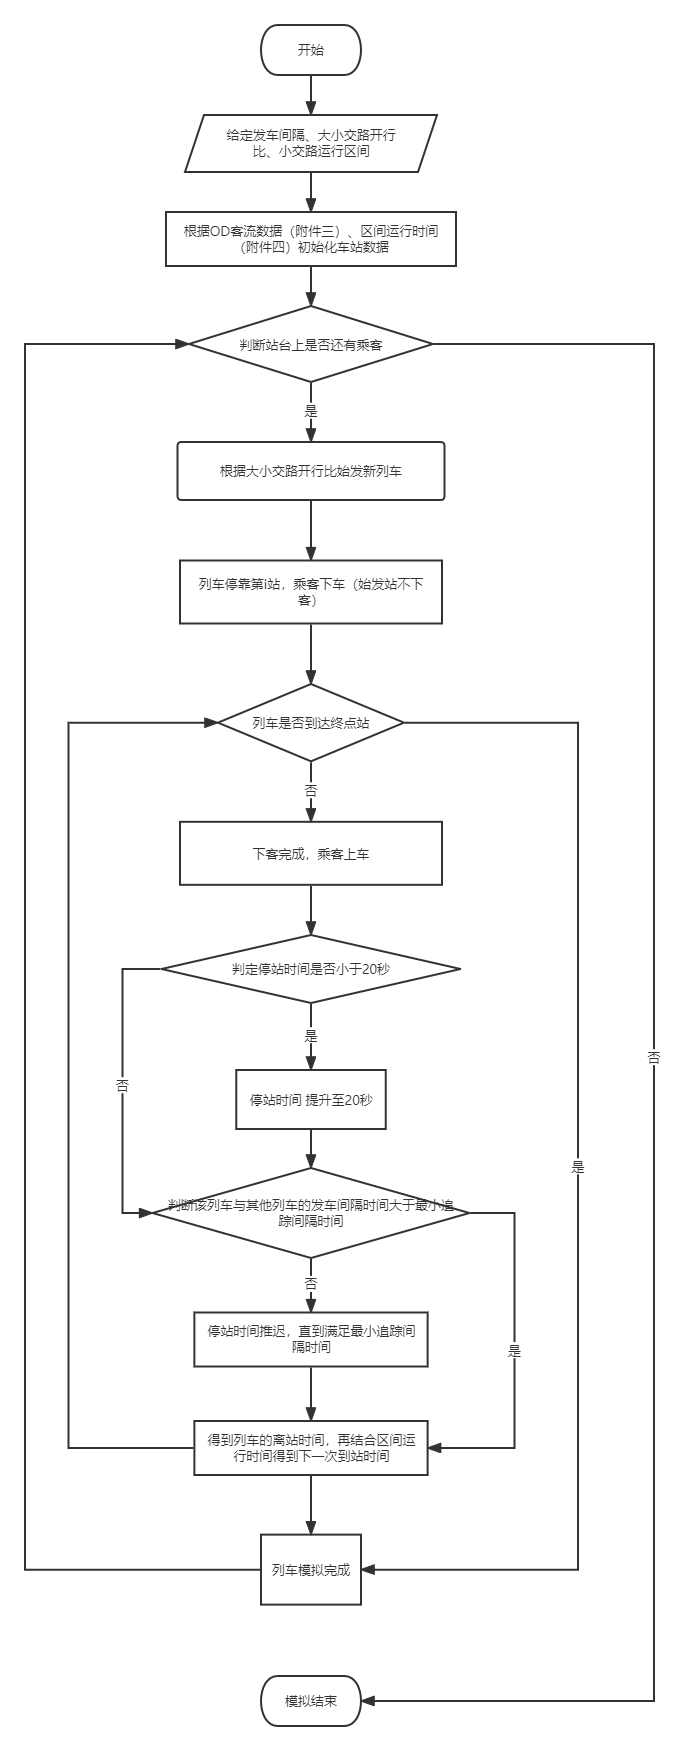 开始
给定发车间隔、大小交路开行
比、小交路运行区间
根据OD客流数据（附件三）、区间运行时间
（附件四）初始化车站数据
判断站台上是否还有乘客
是
根据大小交路开行比始发新列车
列车停靠第i站，乘客下车（始发站不下
客）
列车是否到达终点站
否
下客完成，乘客上车
判定停站时间是否小于20秒
是
否
否
停站时间 提升至20秒
是
判断该列车与其他列车的发车间隔时间大于最小追
踪间隔时间
否
停站时间推迟，直到满足最小追踪间
隔时间
是
得到列车的离站时间，再结合区间运
行时间得到下一次到站时间
列车模拟完成
模拟结束